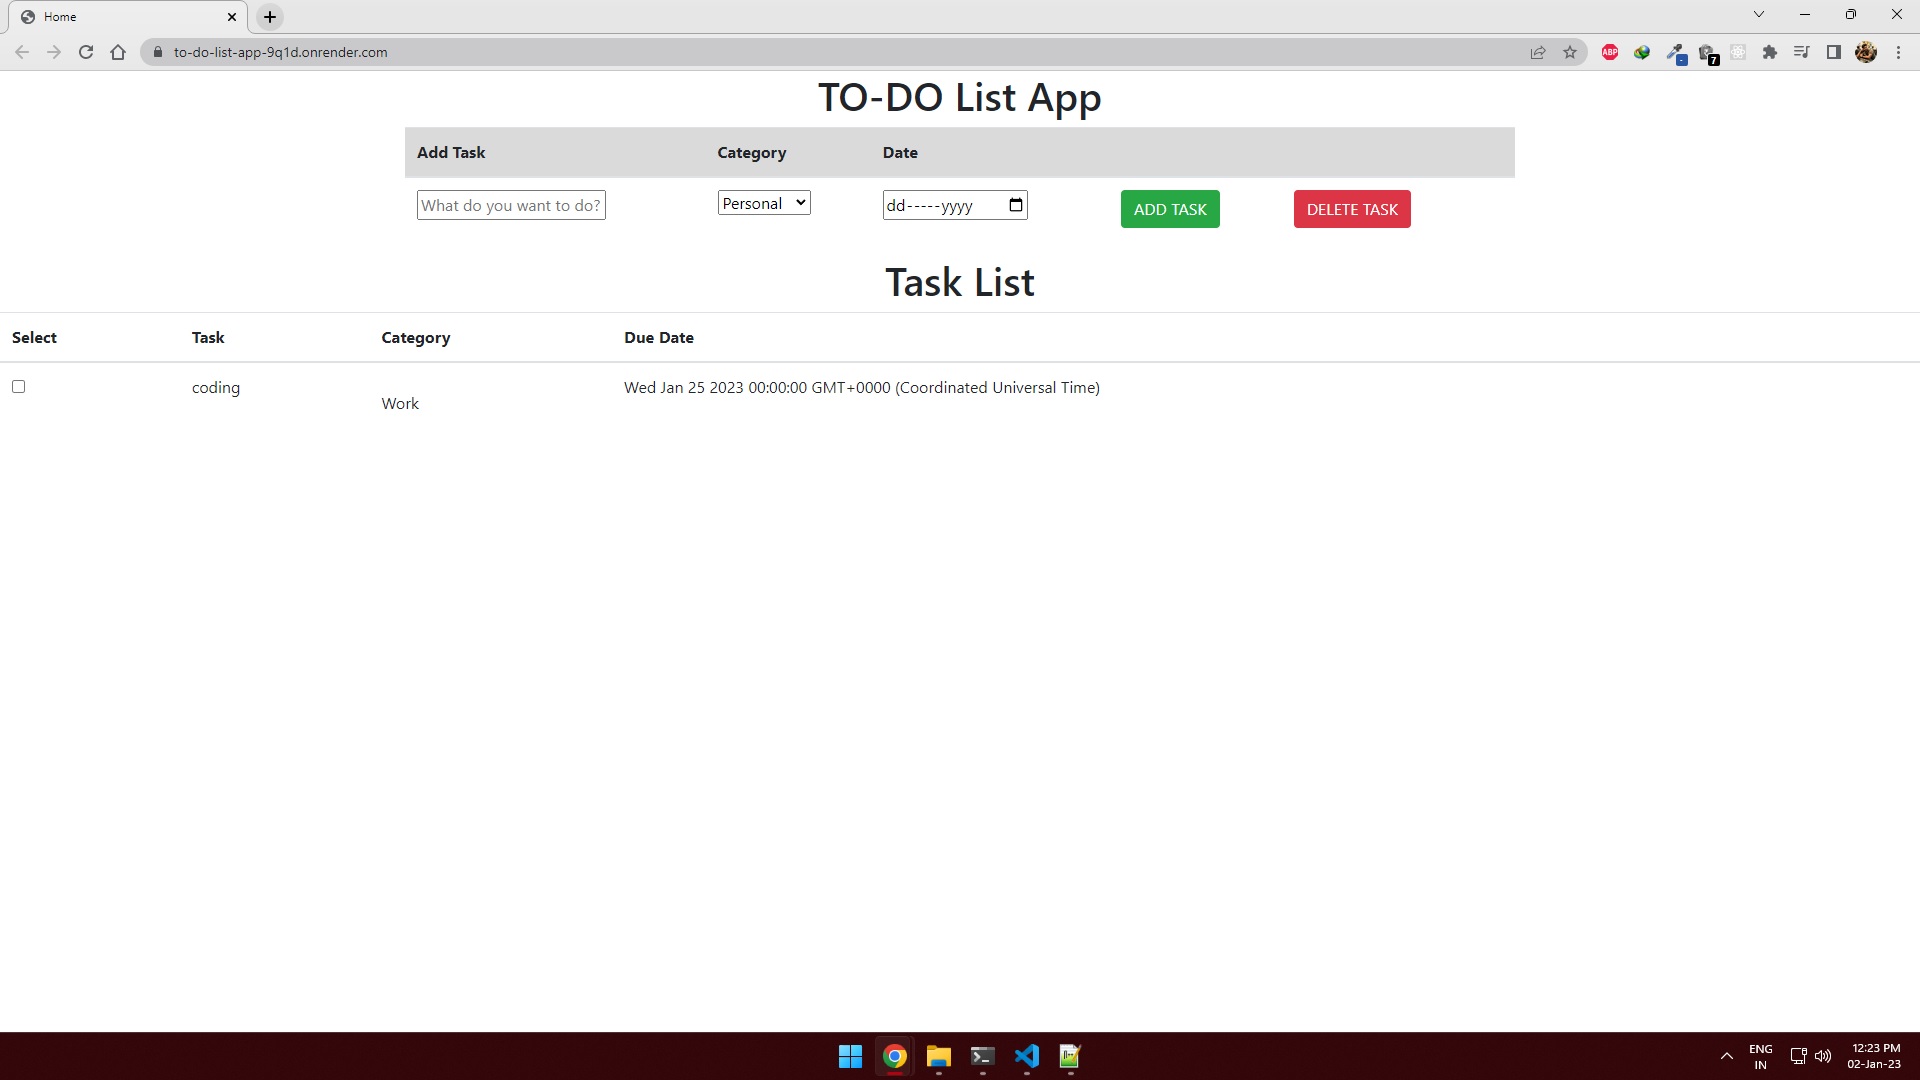 Home
to-do-list-app-9q1d.onrender.com
ABP
-
7
TO-DO List App
Add Task Category Date
What do you want to do? Personal dd-----yyyy ADD TASK DELETE TASK
Task List
Select Task Category Due Date
coding Work Wed Jan 25 2023 00:00:00 GMT+0000 (Coordinated Universal Time)
ENG
IN
12:23 PM
02-Jan-23